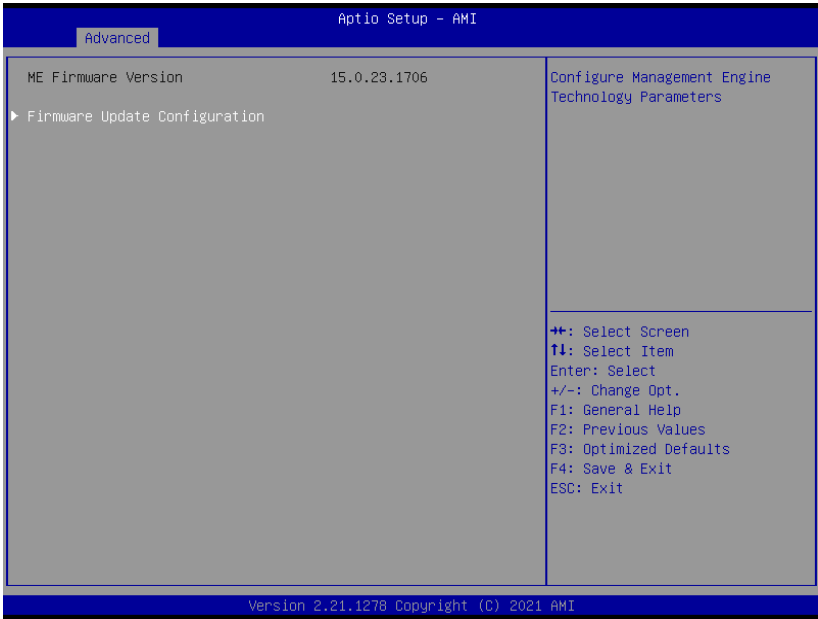 Aptio Setup – AMI
Advanced
ME Firmware Version 15.0.23.1706
▶ Firmware Update Configuration
Configure Management Engine
Technology Parameters
→←: Select Screen
↑↓: Select Item
Enter: Select
+/-: Change Opt.
F1: General Help
F2: Previous Values
F3: Optimized Defaults
F4: Save & Exit
ESC: Exit
Version 2.21.1278 Copyright (C) 2021 AMI